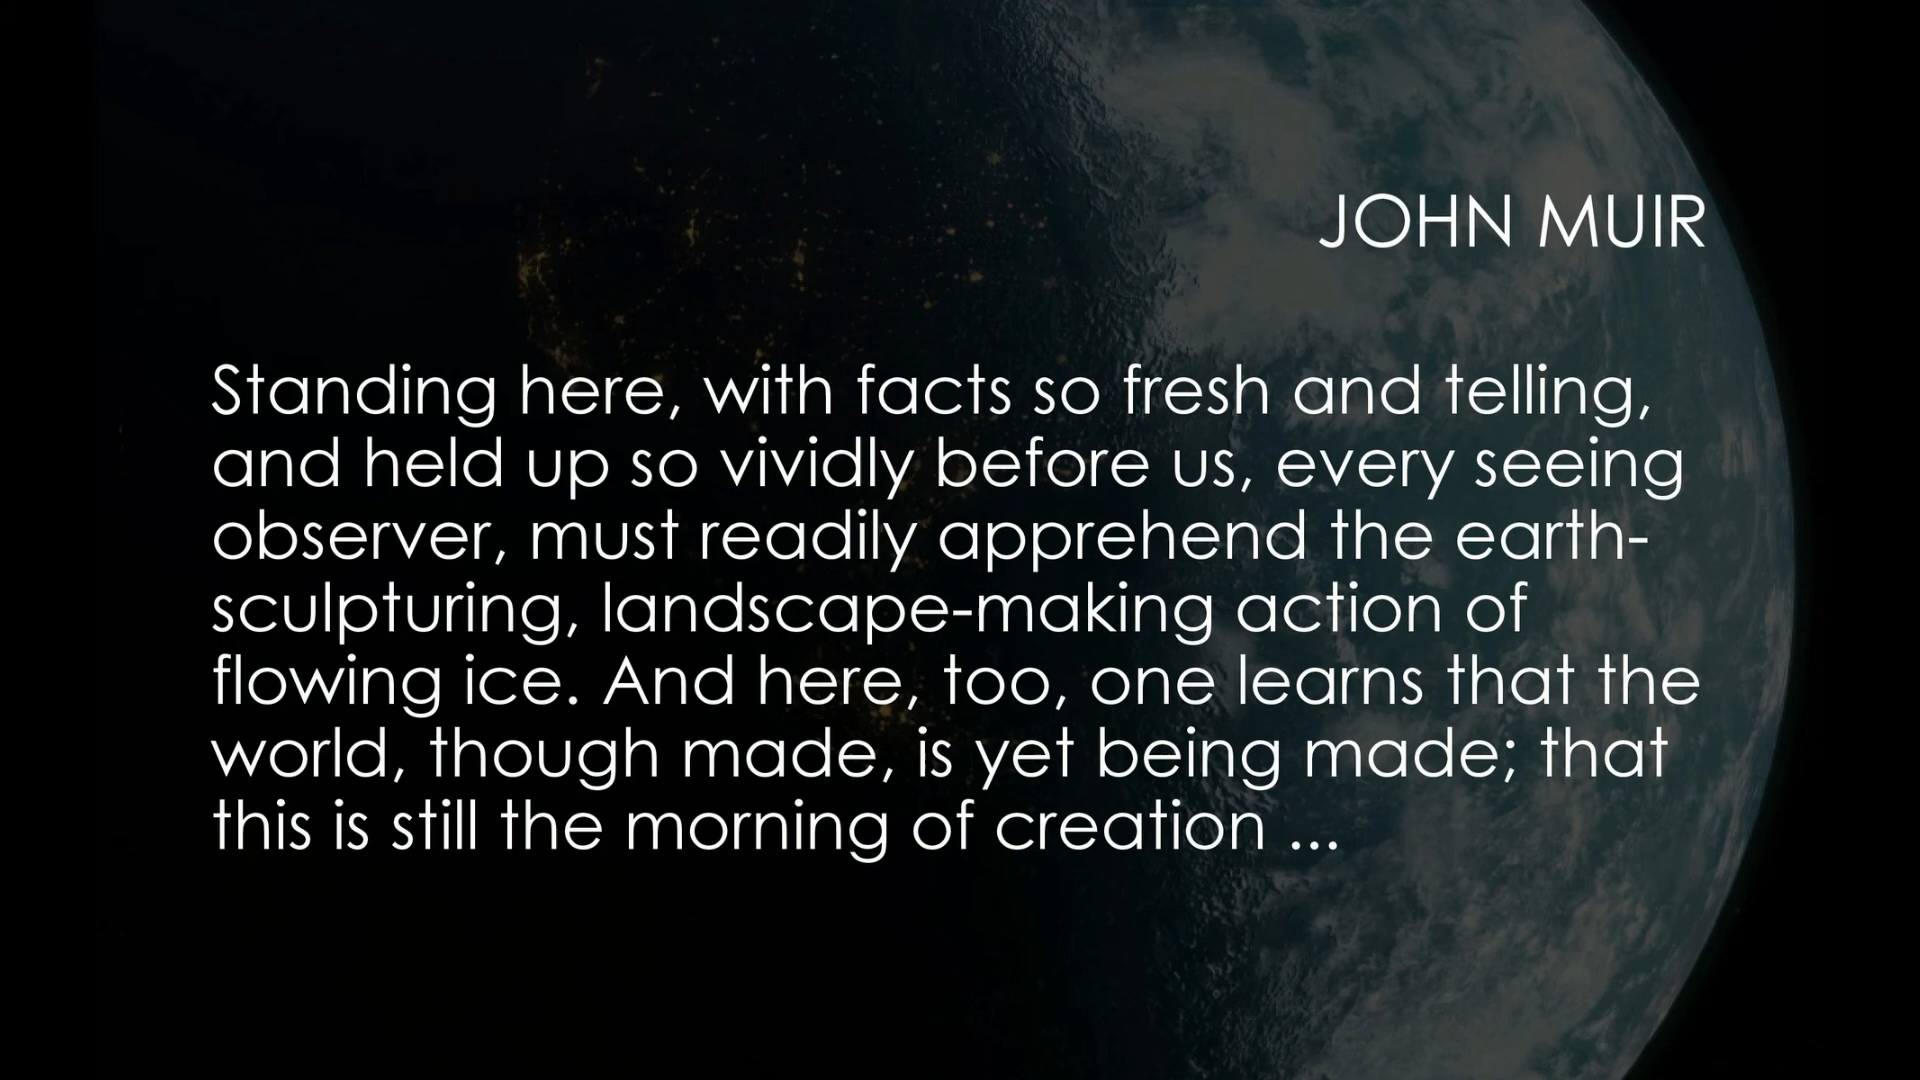 JOHN MUIR
Standing here, with facts so fresh and telling,
and held up so vividly before us, every seeing
observer, must readily apprehend the earth-
sculpturing, landscape-making action of
flowing ice. And here, too, one learns that the
world, though made, is yet being made; that
this is still the morning of creation ...